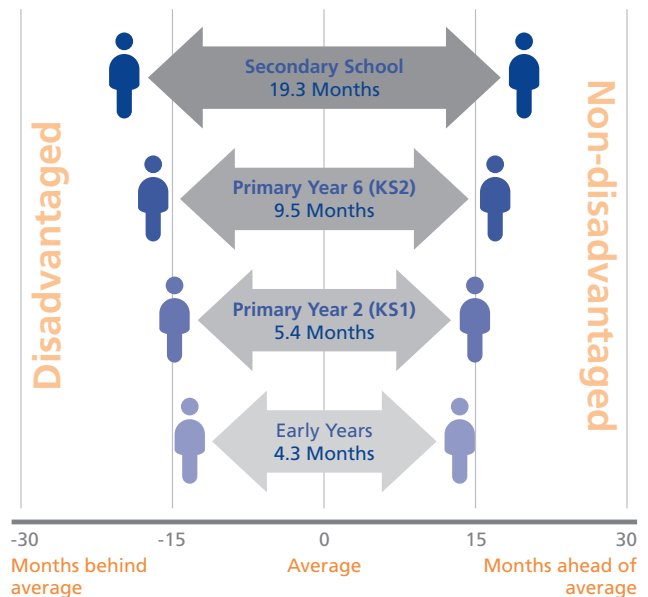 Disadvantaged
Non-disadvantaged
Secondary School
19.3 Months
Primary Year 6 (KS2)
9.5 Months
Primary Year 2 (KS1)
5.4 Months
Early Years
4.3 Months
-30
-15
0
15
30
Months behind
average
Average
Months ahead of
average